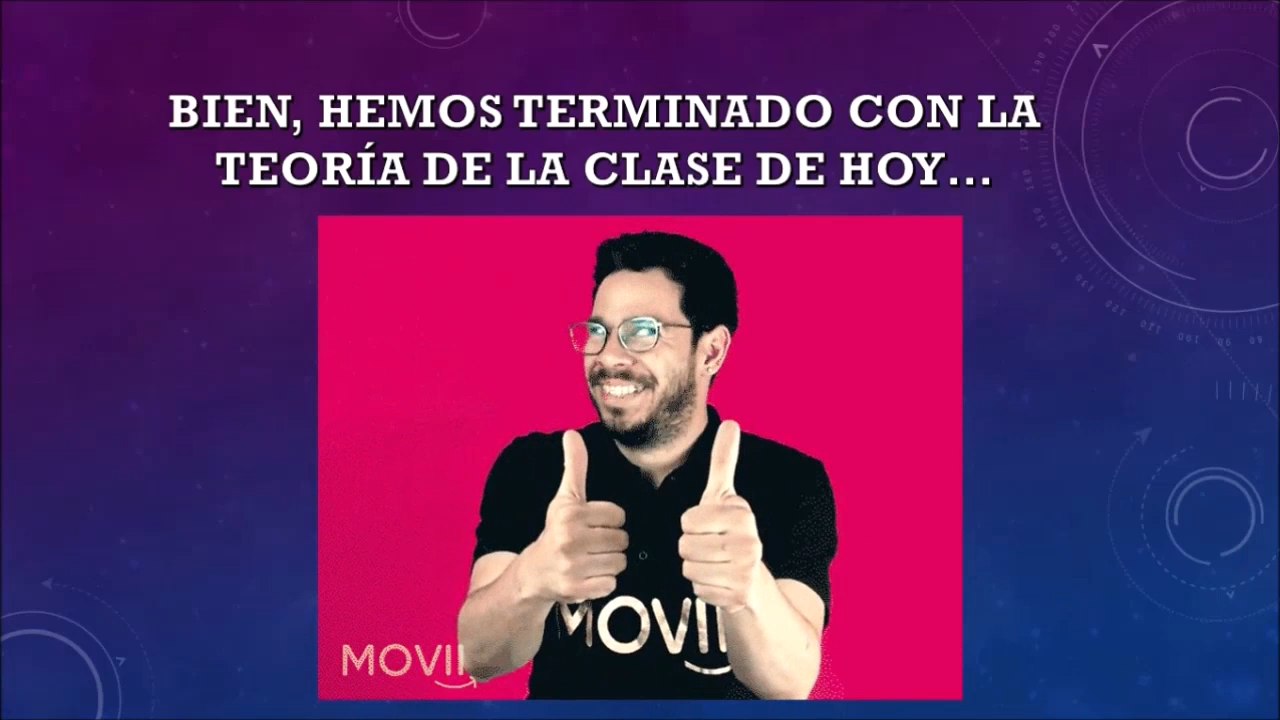 BIEN, HEMOS TERMINADO CON LA
TEORÍA DE LA CLASE DE HOY...
MOVII
MOVII